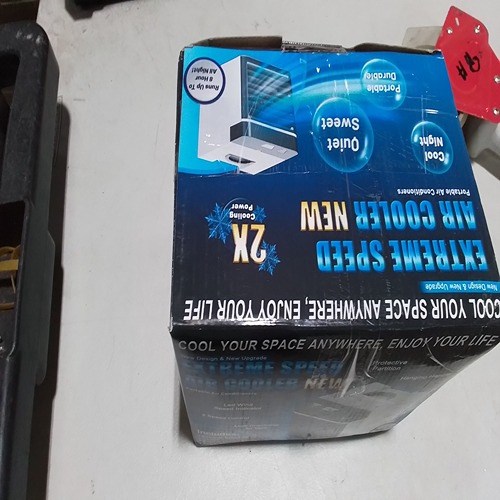 COOL YOUR SPACE ANYWHERE, ENJOY YOUR LIFE
New Design & New Upgrade
EXTREME SPEED
AIR COOLER NEW
Portable Air Conditioners
2X
Cooling
Power
Cool
Night
Quiet
Sweet
Portable
Durable
Runs Up To
8 Hour
All Night!
COOL YOUR SPACE ANYWHERE, ENJOY YOUR LIFE
New Design & New Upgrade
EXTREME SPEED
AIR COOLER NEW
Protective
Partition